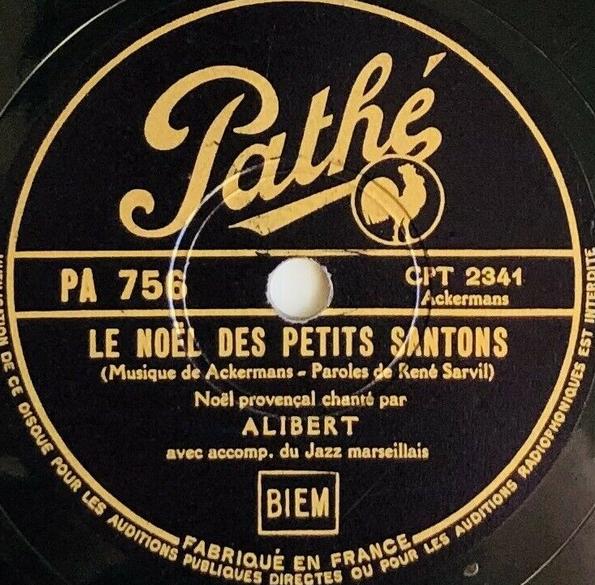 Pathé
PA 756
CPT 2341
Ackermans
LE NOËL DES PETITS SANTONS
(Musique de Ackermans - Paroles de René Sarvil)
Noël provençal chanté par
ALIBERT
avec accomp. du Jazz marseillais
BIEM
FABRIQUÉ EN FRANCE
DE CE DISQUE POUR LES AUDITIONS PUBLIQUES DIRECTES OU POUR LES AUDITIONS RADIOPHONIQUES EST INTERDITE